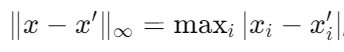 ‖x − x′‖∞ = maxᵢ |xᵢ − x′ᵢ|,